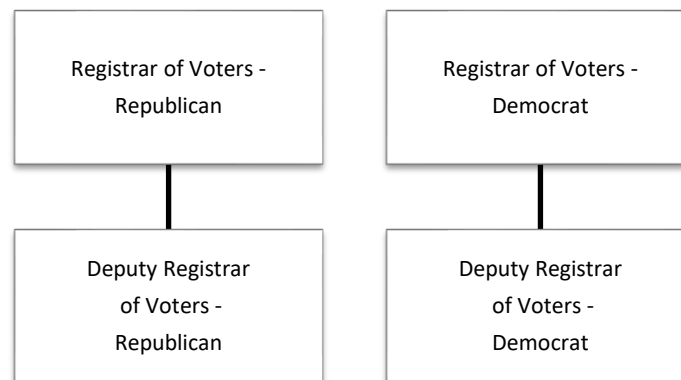 Registrar of Voters -
Republican
Registrar of Voters -
Democrat
Deputy Registrar
of Voters -
Republican
Deputy Registrar
of Voters -
Democrat